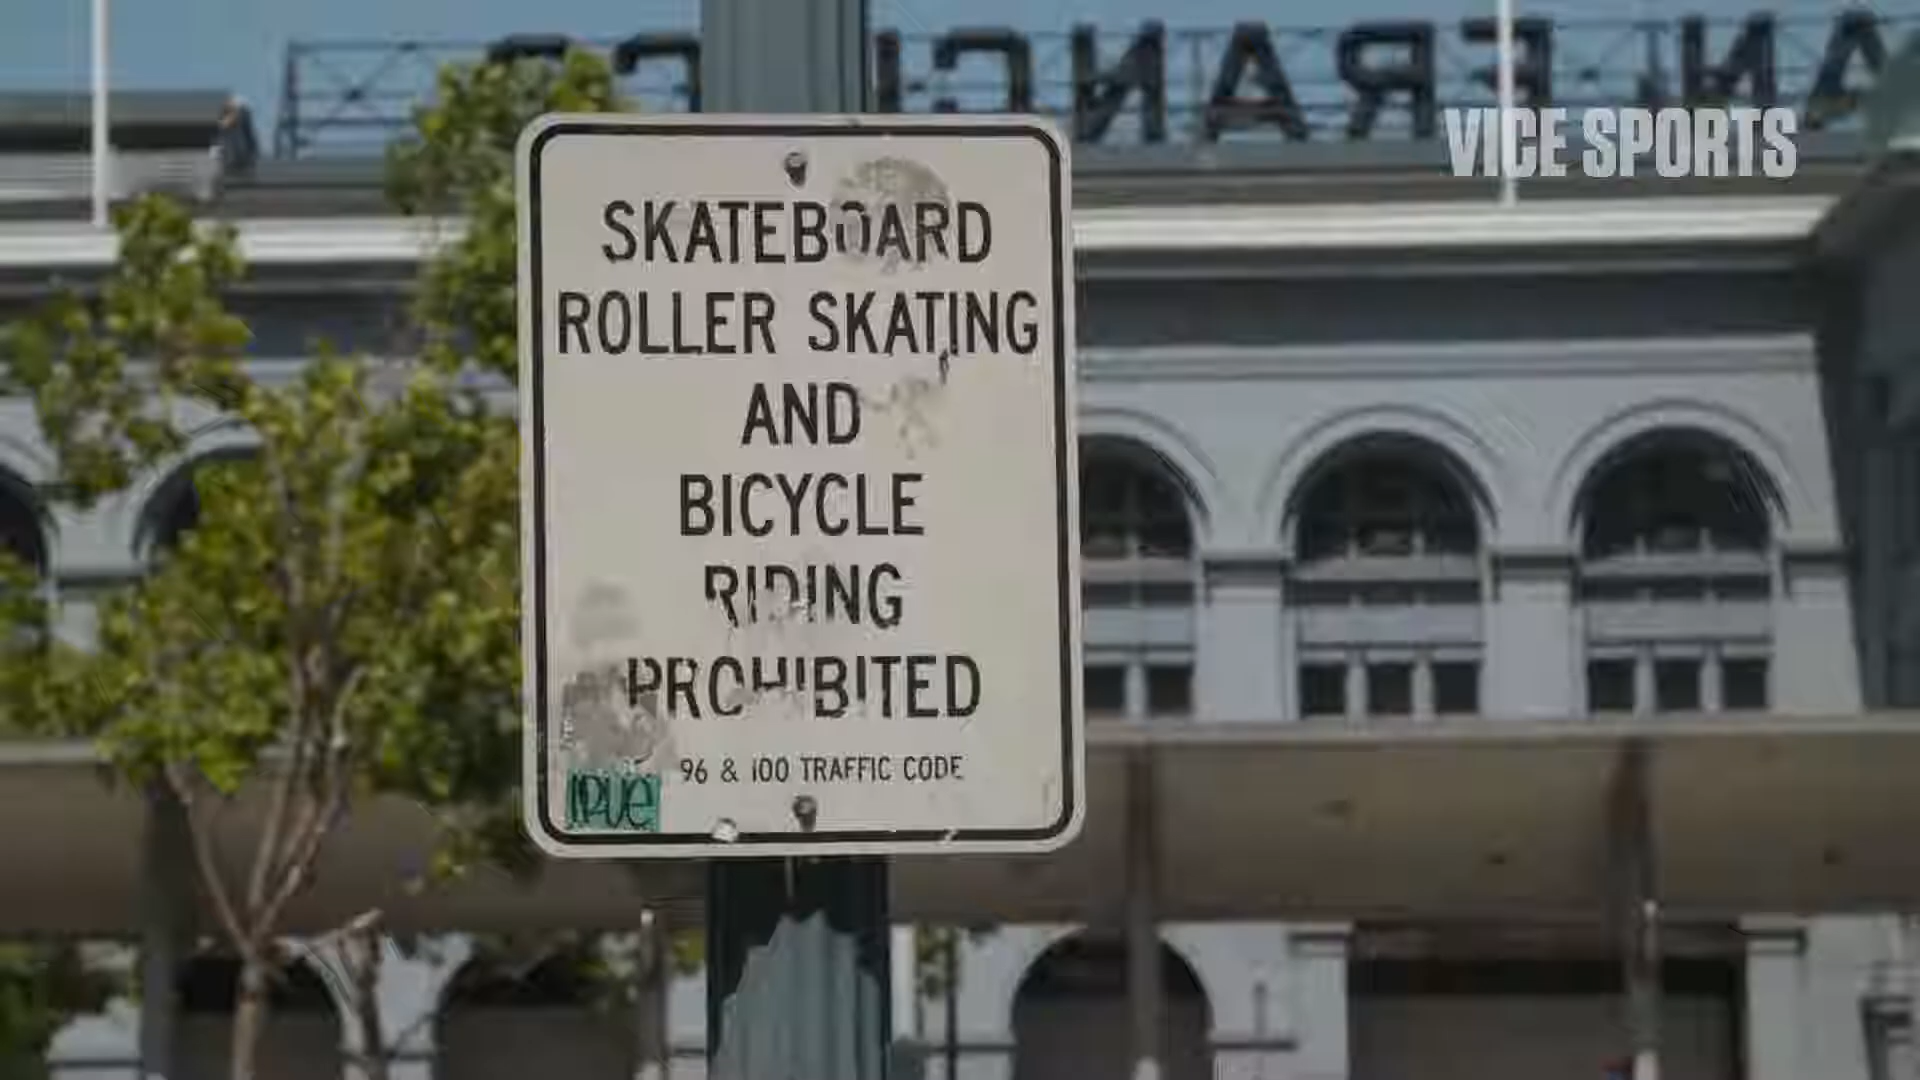 VICE SPORTS
SKATEBOARD
ROLLER SKATING
AND
BICYCLE
RIDING
PROHIBITED
96 & 100 TRAFFIC CODE